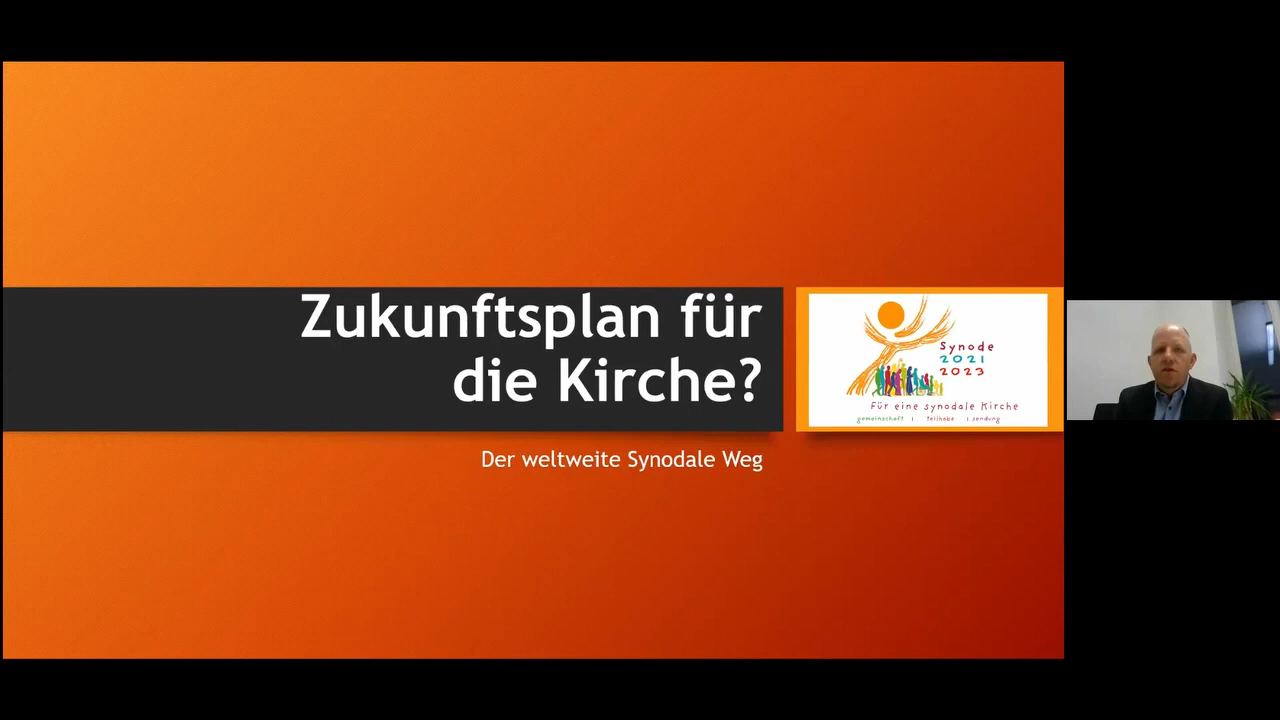 Zukunftsplan für
die Kirche?
Der weltweite Synodale Weg
Synode
2021
2023
Für eine synodale Kirche
gemeinschaft | teilhabe | sendung